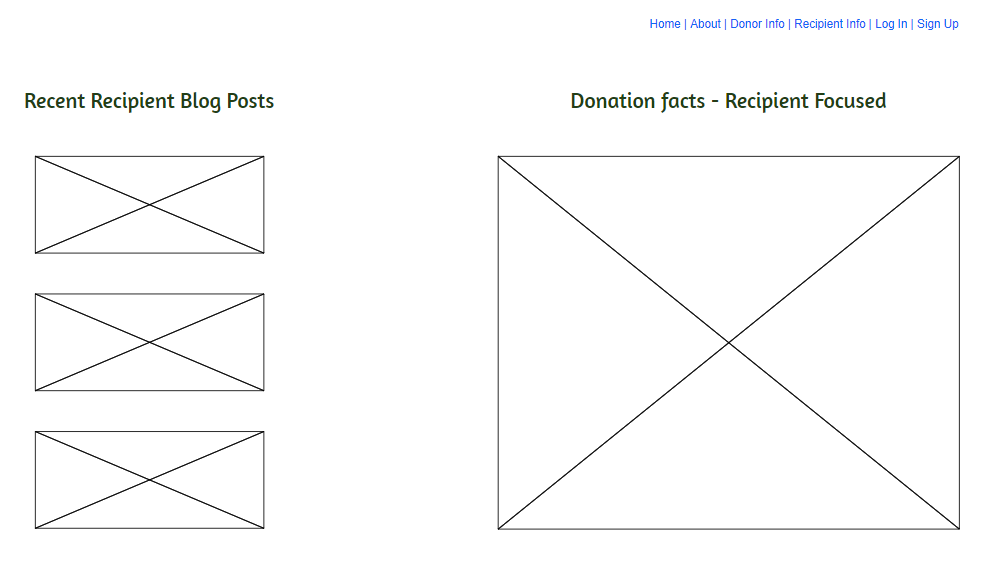 Home | About | Donor Info | Recipient Info | Log In | Sign Up
Recent Recipient Blog Posts
Donation facts - Recipient Focused